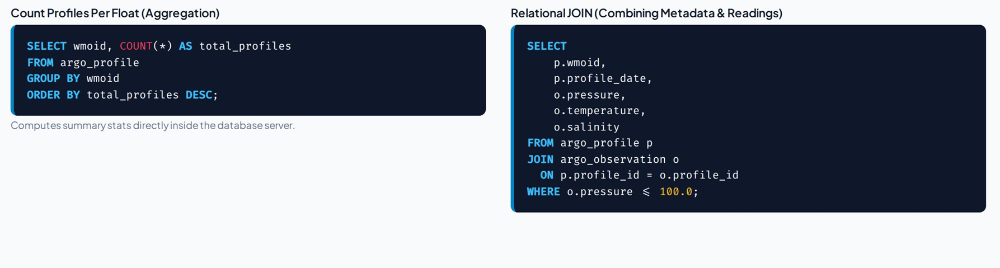 Count Profiles Per Float (Aggregation)
SELECT wmoid, COUNT(*) AS total_profiles
FROM argo_profile
GROUP BY wmoid
ORDER BY total_profiles DESC;
Computes summary stats directly inside the database server.
Relational JOIN (Combining Metadata & Readings)
SELECT
    p.wmoid,
    p.profile_date,
    o.pressure,
    o.temperature,
    o.salinity
FROM argo_profile p
JOIN argo_observation o
  ON p.profile_id = o.profile_id
WHERE o.pressure ≤ 100.0;